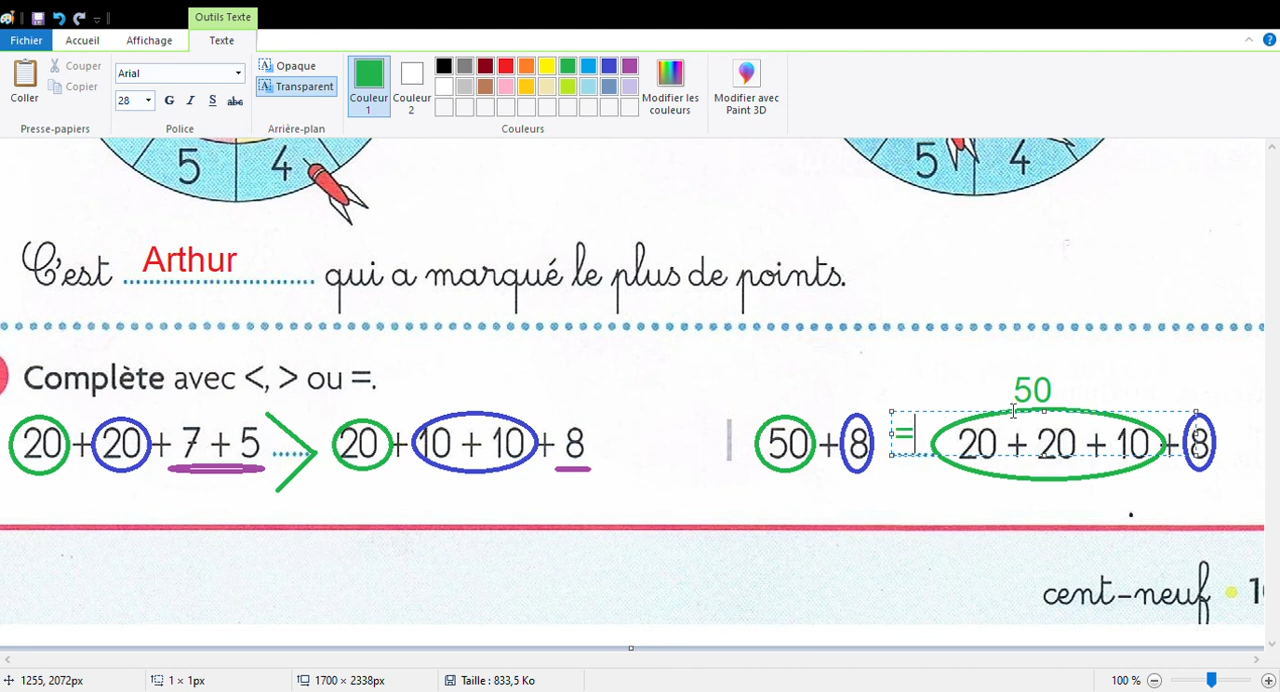 Outils Texte
Fichier Accueil Affichage Texte
Coller
Couper
Copier
Presse-papiers
Arial
28 G I S abc
Police
Opaque
Transparent
Arrière-plan
Couleur 1
Couleur 2
Couleurs
Modifier les couleurs
Modifier avec Paint 3D
5 4 5 4
C'est Arthur qui a marqué le plus de points.
Complète avec <, > ou =.
50
20 + 20 + 7 + 5 > 20 + 10 + 10 + 8
50 + 8 = 20 + 20 + 10 + 8
cent-neuf • 1
1255, 2072px 1 × 1px 1700 × 2338px Taille : 833,5 Ko 100 %